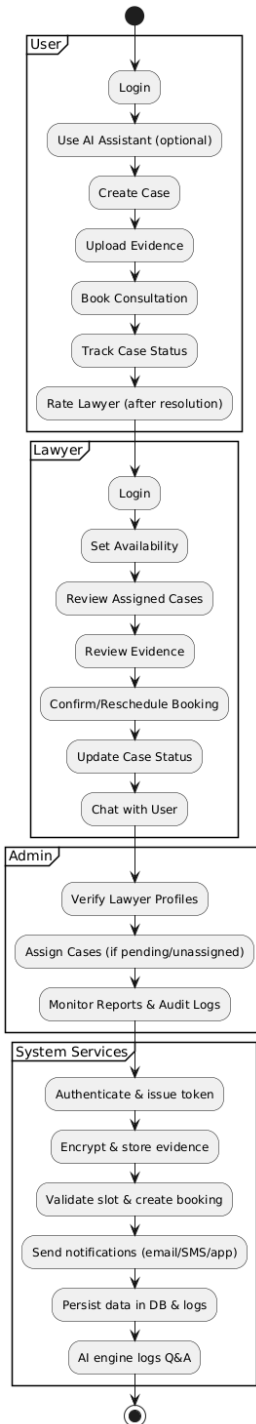 User
Login
Use AI Assistant (optional)
Create Case
Upload Evidence
Book Consultation
Track Case Status
Rate Lawyer (after resolution)
Lawyer
Login
Set Availability
Review Assigned Cases
Review Evidence
Confirm/Reschedule Booking
Update Case Status
Chat with User
Admin
Verify Lawyer Profiles
Assign Cases (if pending/unassigned)
Monitor Reports & Audit Logs
System Services
Authenticate & issue token
Encrypt & store evidence
Validate slot & create booking
Send notifications (email/SMS/app)
Persist data in DB & logs
AI engine logs Q&A